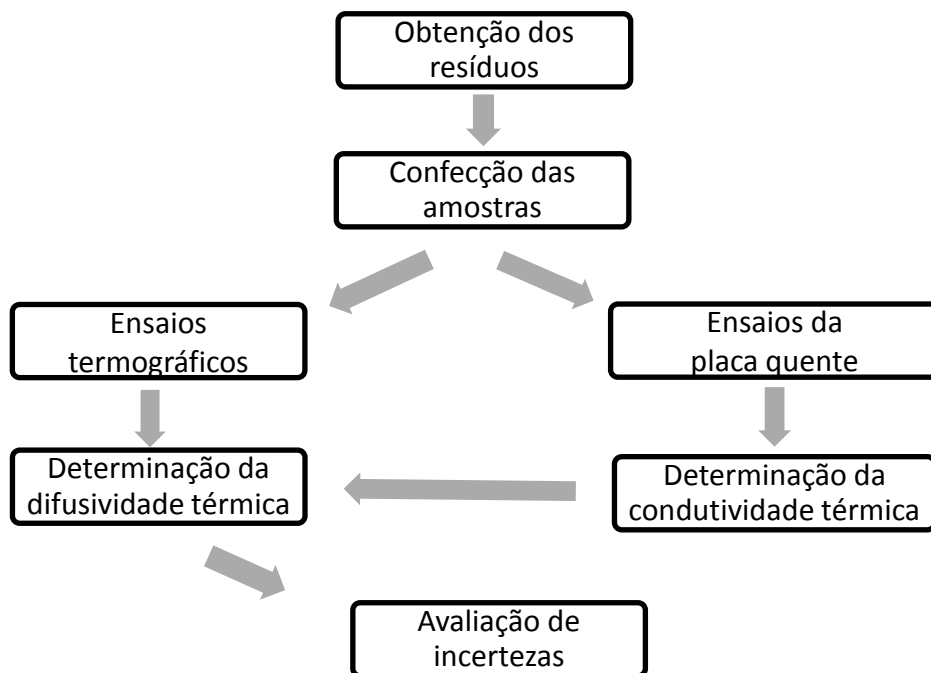 Obtenção dos
resíduos
Confecção das
amostras
Ensaios
termográficos
Ensaios da
placa quente
Determinação da
difusividade térmica
Determinação da
condutividade térmica
Avaliação de
incertezas